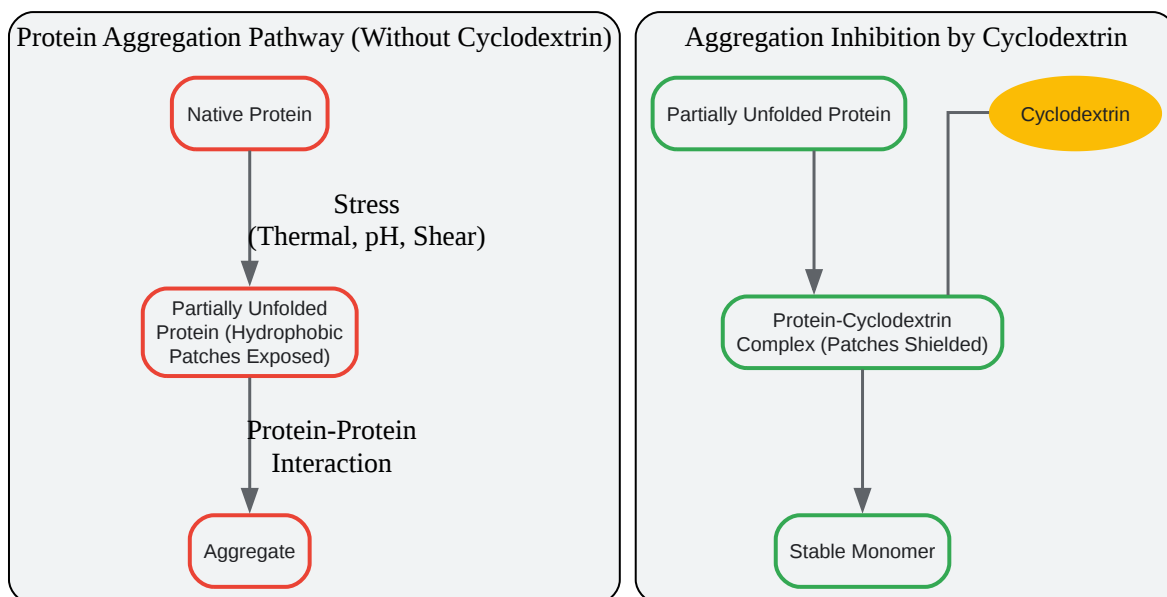 Protein Aggregation Pathway (Without Cyclodextrin)
Native Protein
Stress
(Thermal, pH, Shear)
Partially Unfolded
Protein (Hydrophobic
Patches Exposed)
Protein-Protein
Interaction
Aggregate
Aggregation Inhibition by Cyclodextrin
Partially Unfolded Protein
Cyclodextrin
Protein-Cyclodextrin
Complex (Patches Shielded)
Stable Monomer